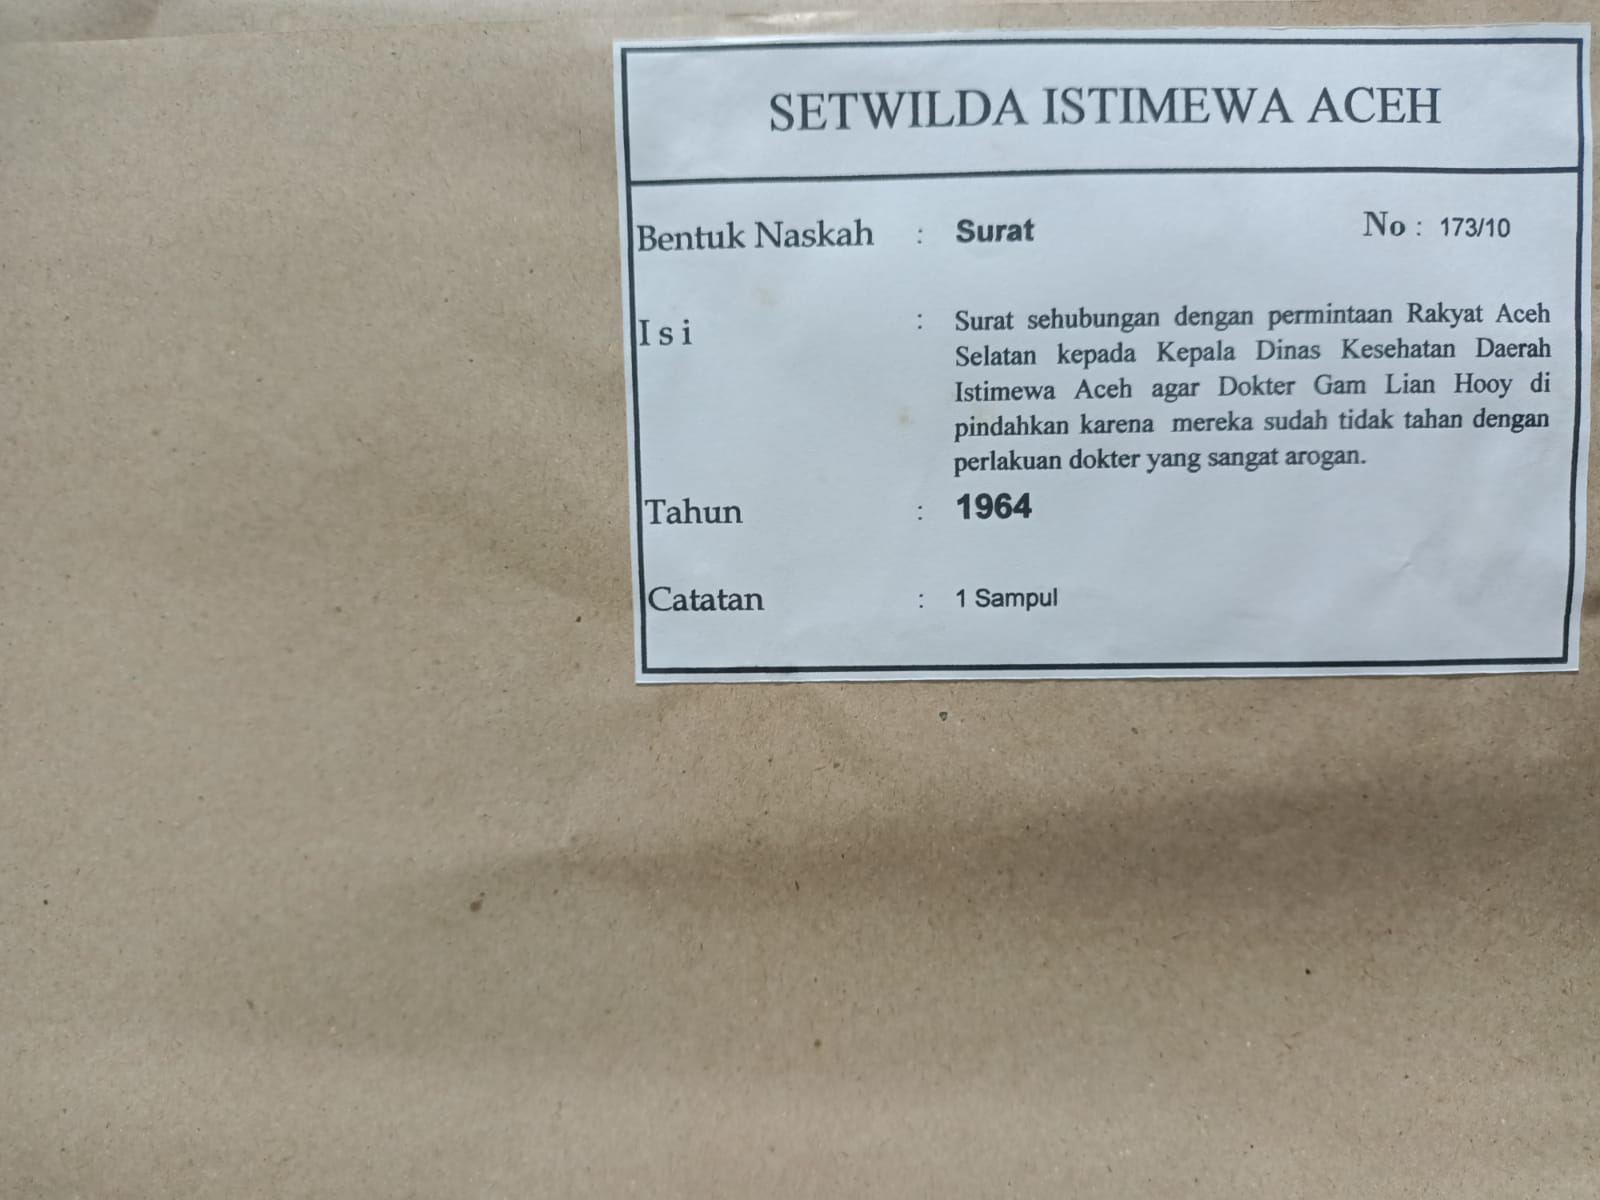 SETWILDA ISTIMEWA ACEH
Bentuk Naskah : Surat No : 173/10
Isi : Surat sehubungan dengan permintaan Rakyat Aceh
Selatan kepada Kepala Dinas Kesehatan Daerah
Istimewa Aceh agar Dokter Gam Lian Hooy di
pindahkan karena mereka sudah tidak tahan dengan
perlakuan dokter yang sangat arogan.
Tahun : 1964
Catatan : 1 Sampul